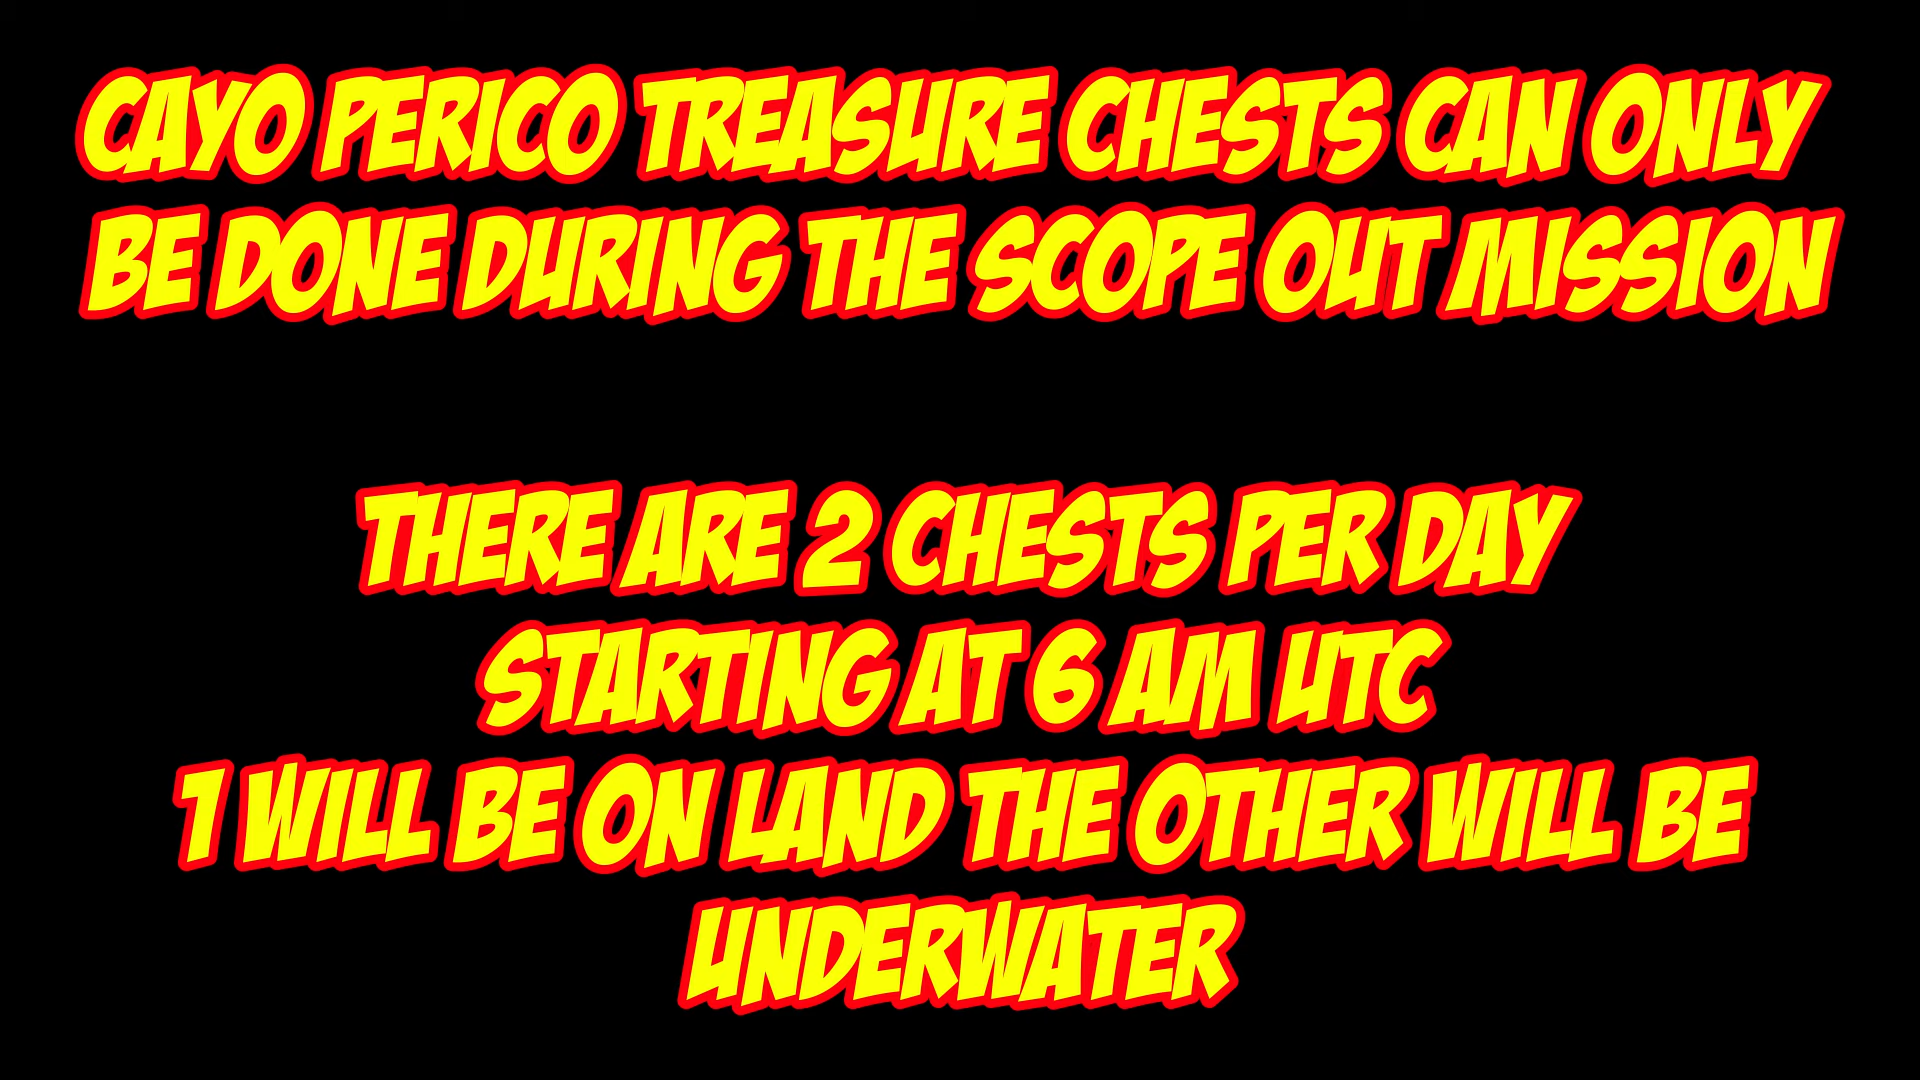 CAYO PERICO TREASURE CHESTS CAN ONLY
BE DONE DURING THE SCOPE OUT MISSION
THERE ARE 2 CHESTS PER DAY
STARTING AT 6 AM UTC
1 WILL BE ON LAND THE OTHER WILL BE
UNDERWATER